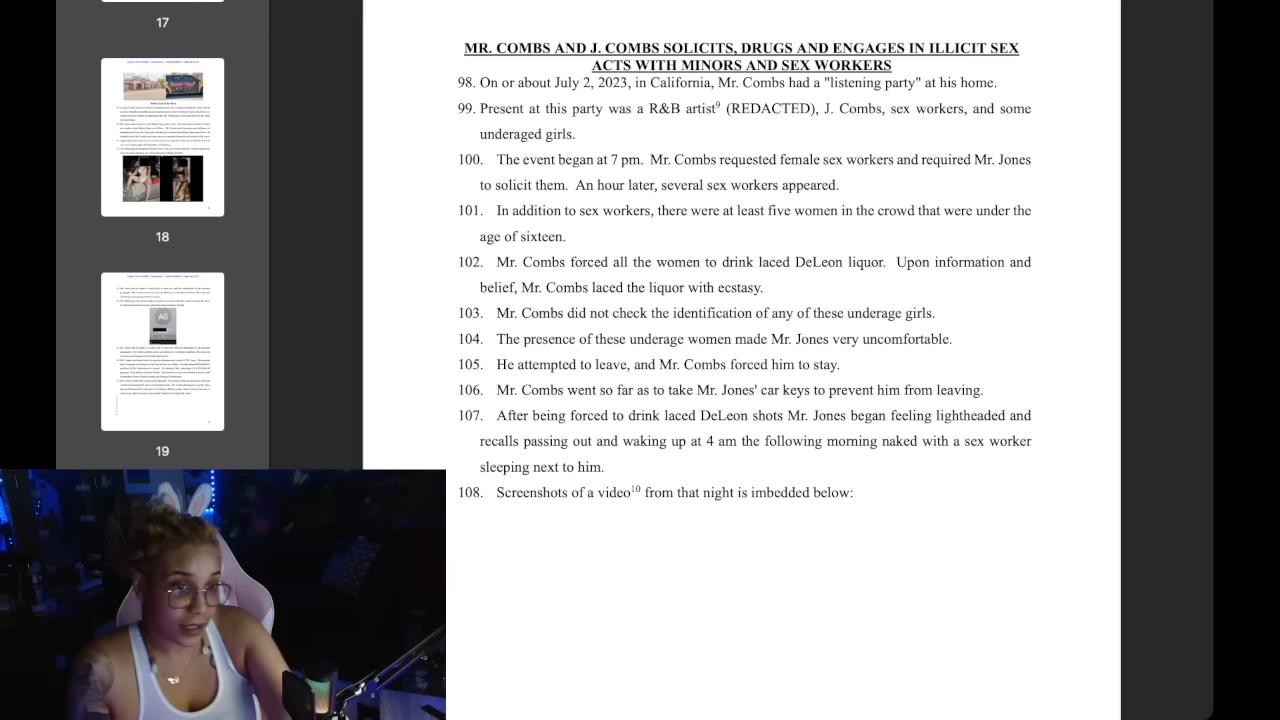 17
18
AG
19
MR. COMBS AND J. COMBS SOLICITS, DRUGS AND ENGAGES IN ILLICIT SEX
ACTS WITH MINORS AND SEX WORKERS
98. On or about July 2, 2023, in California, Mr. Combs had a "listening party" at his home.
99. In attendance was R&B artist" (REDACTED), his crew, sex workers, and some
underaged girls.
100. The event began at 7 pm. Mr. Combs requested female sex workers and required Mr. Jones
to solicit them. An hour later, several sex workers appeared.
101. In addition to sex workers, there were at least five women in the crowd that were under the
age of sixteen.
102. Mr. Combs forced all the women to drink laced DeLeon liquor. Upon information and
belief, Mr. Combs laced the liquor with ecstasy.
103. Mr. Combs did not check the identification of any of these underage girls.
104. The presence of these underage women made Mr. Jones very uncomfortable.
105. He attempted to leave, and Mr. Combs forced him to stay.
106. Mr. Combs went as far as to take Mr. Jones' car keys to prevent him from leaving.
107. After being forced to drink laced DeLeon shots Mr. Jones began feeling lightheaded and
recalls passing out and waking up at 4 am the following morning naked with a sex worker
sleeping next to him.
108. Screenshots of a video10 from that night is imbedded below: